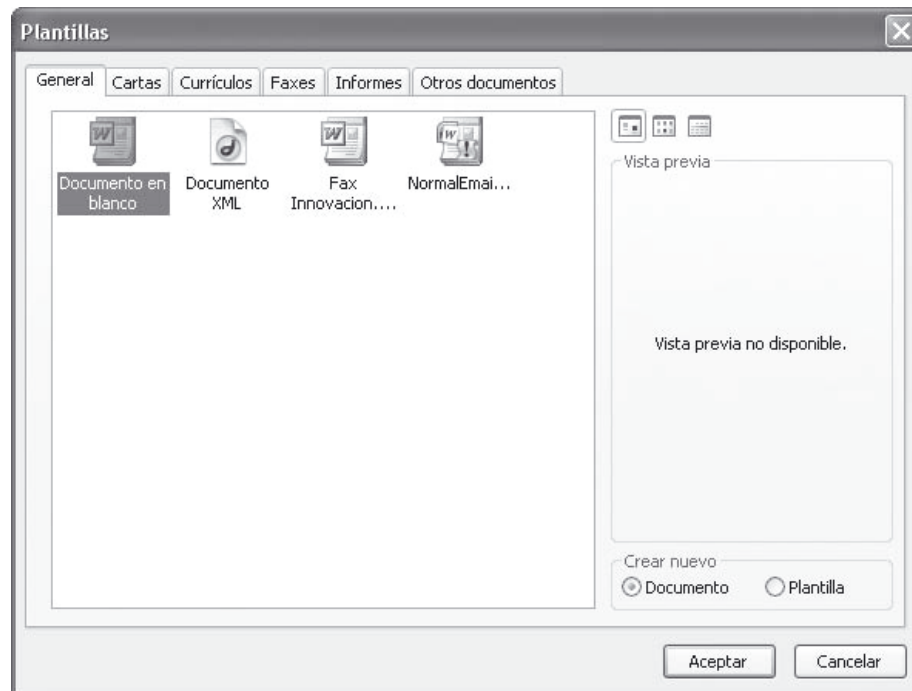 Plantillas
General Cartas Currículos Faxes Informes Otros documentos
Documento en
blanco
Documento
XML
Fax
Innovacion....
NormalEmai...
Vista previa
Vista previa no disponible.
Crear nuevo
Documento Plantilla
Aceptar Cancelar